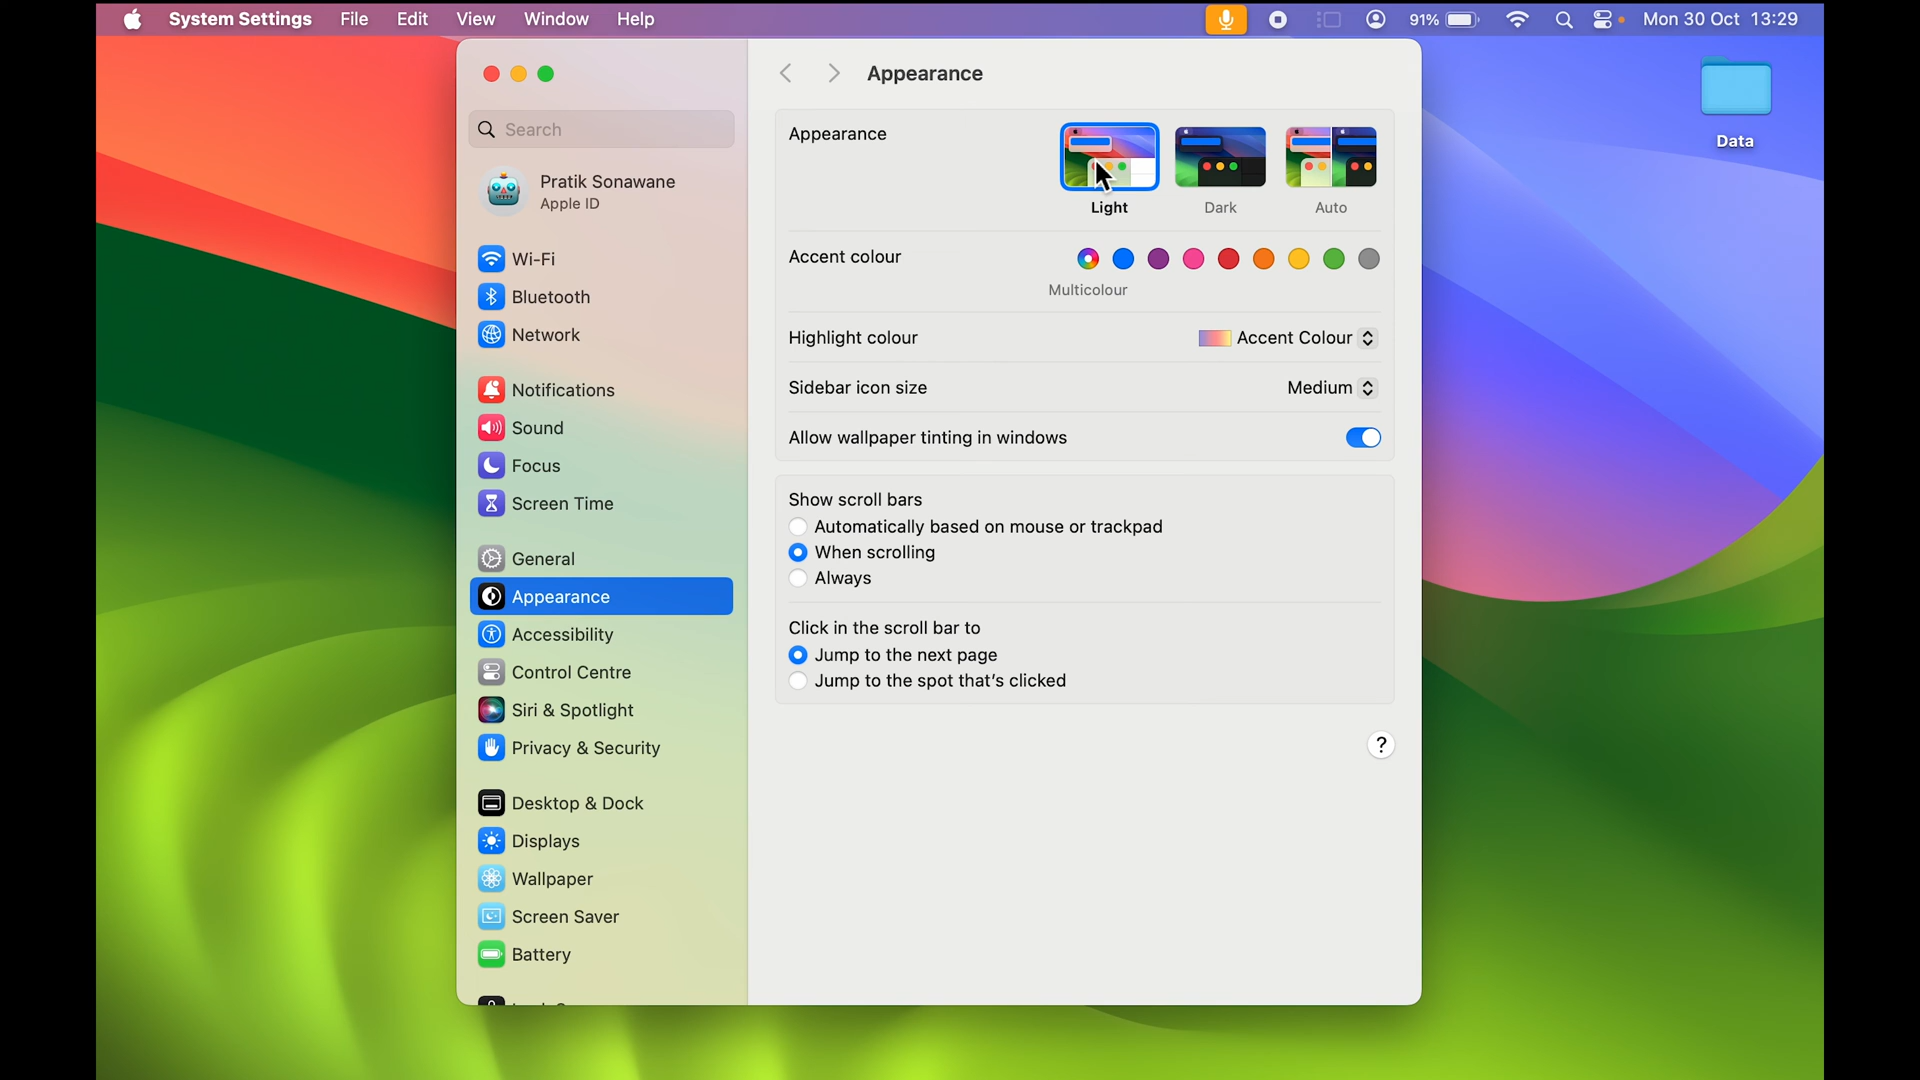 System Settings File Edit View Window Help 91% Mon 30 Oct 13:29
Data
Search
Pratik Sonawane
Apple ID
Wi-Fi
Bluetooth
Network
Notifications
Sound
Focus
Screen Time
General
Appearance
Accessibility
Control Centre
Siri & Spotlight
Privacy & Security
Desktop & Dock
Displays
Wallpaper
Screen Saver
Battery
Appearance
Appearance
Light Dark Auto
Accent colour
Multicolour
Highlight colour Accent Colour
Sidebar icon size Medium
Allow wallpaper tinting in windows
Show scroll bars
Automatically based on mouse or trackpad
When scrolling
Always
Click in the scroll bar to
Jump to the next page
Jump to the spot that's clicked
?